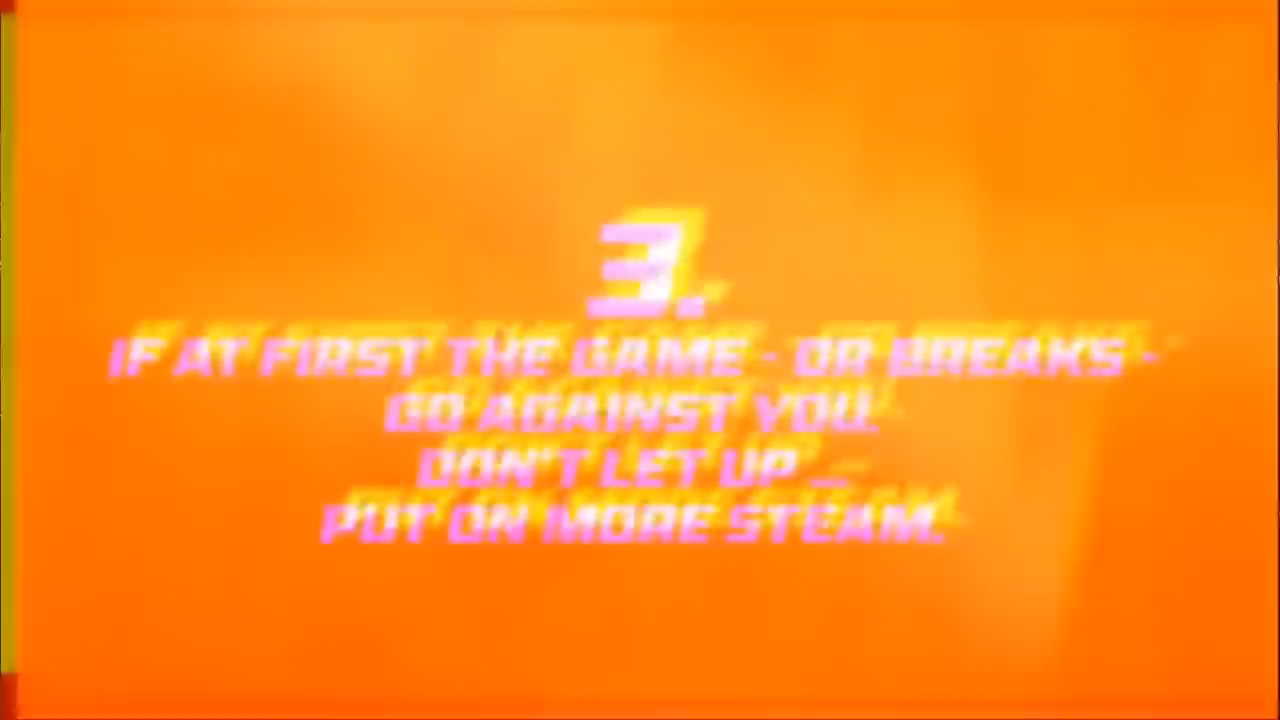 3.
IF AT FIRST THE GAME - OR BREAKS -
GO AGAINST YOU.
DON'T LET UP ...
PUT ON MORE STEAM.